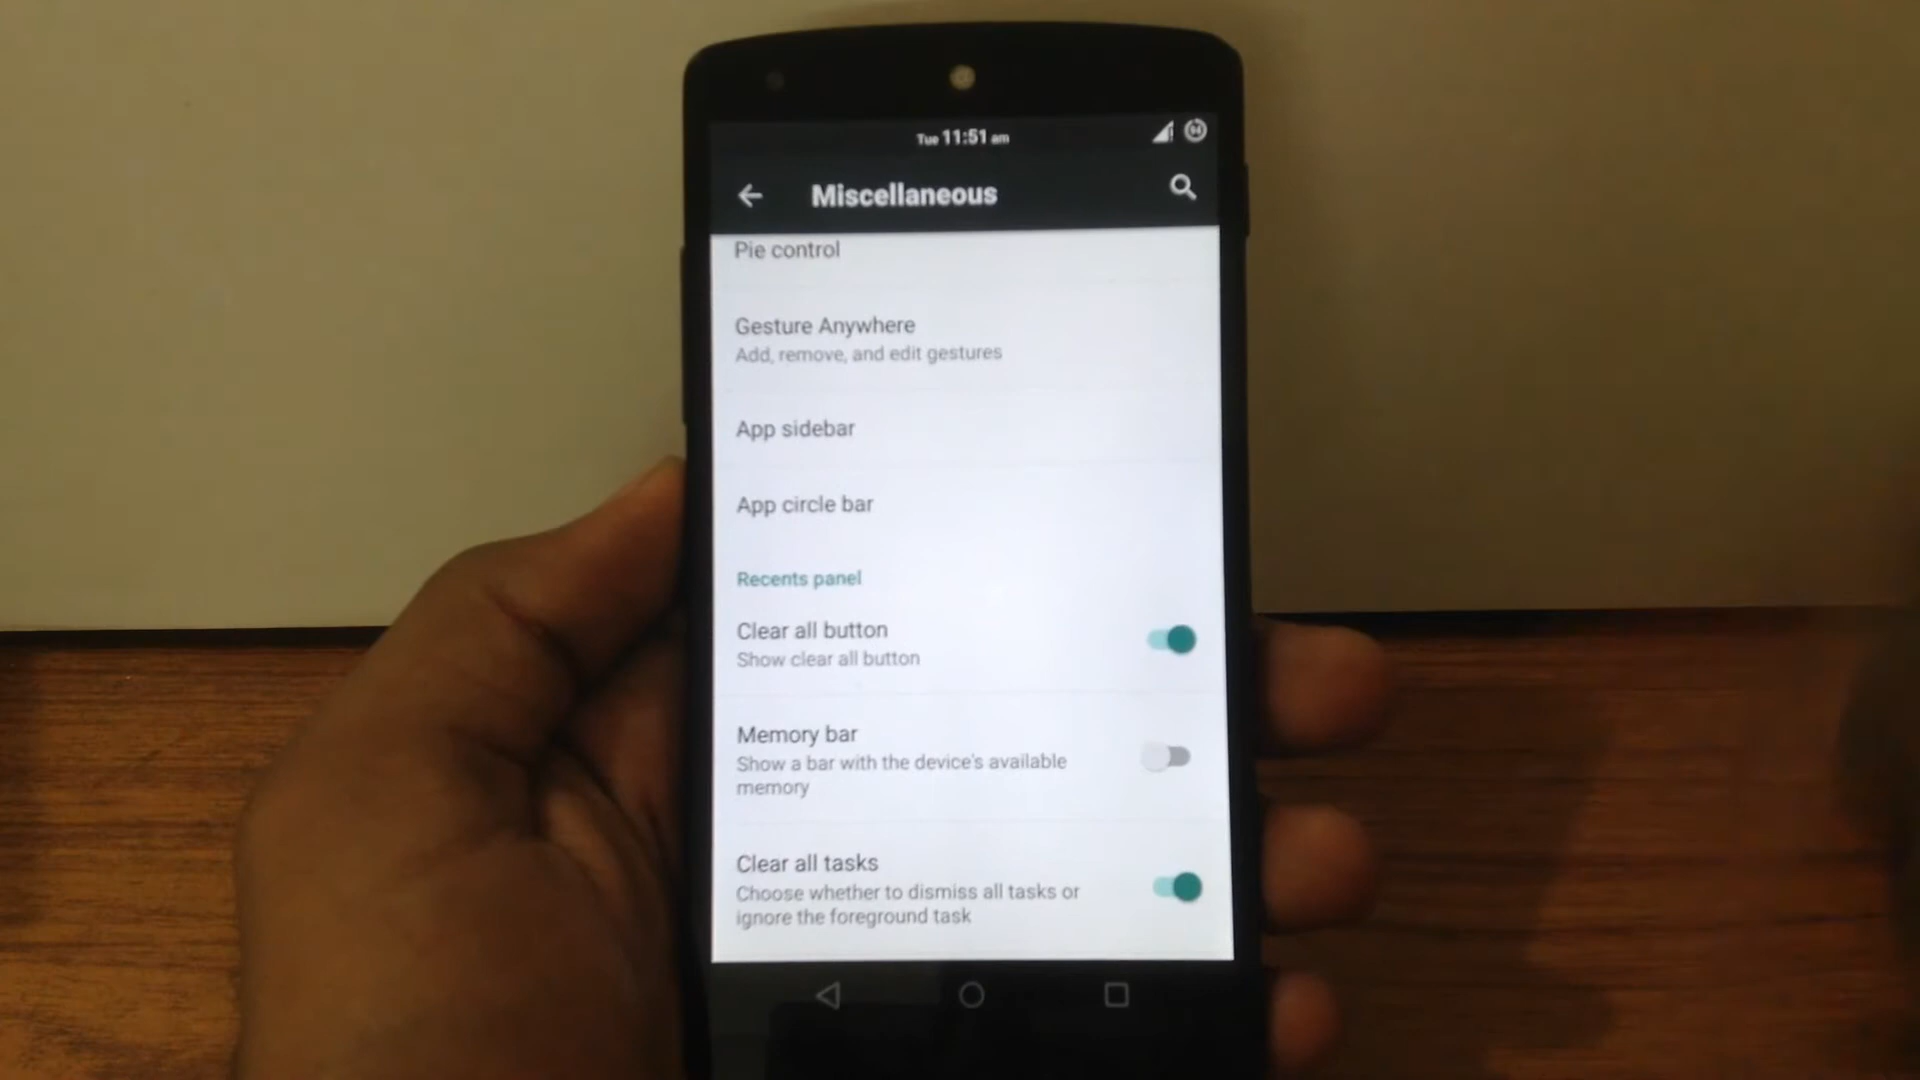 Tue 11:51 am
94
Miscellaneous
Pie control
Gesture Anywhere
Add, remove, and edit gestures
App sidebar
App circle bar
Recents panel
Clear all button
Show clear all button
Memory bar
Show a bar with the device's available
memory
Clear all tasks
Choose whether to dismiss all tasks or
ignore the foreground task